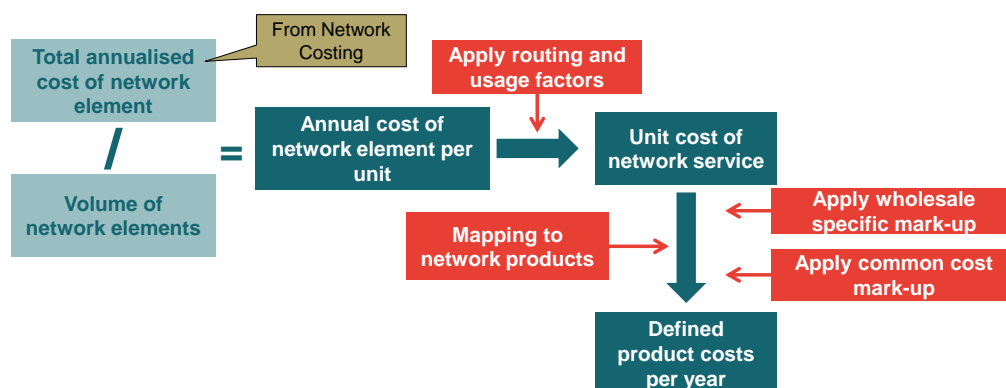 From Network
Costing
Total annualised
cost of network
element
/
Volume of
network elements
=
Annual cost of
network element per
unit
Apply routing and
usage factors
Unit cost of
network service
Mapping to
network products
Apply wholesale
specific mark-up
Apply common cost
mark-up
Defined
product costs
per year